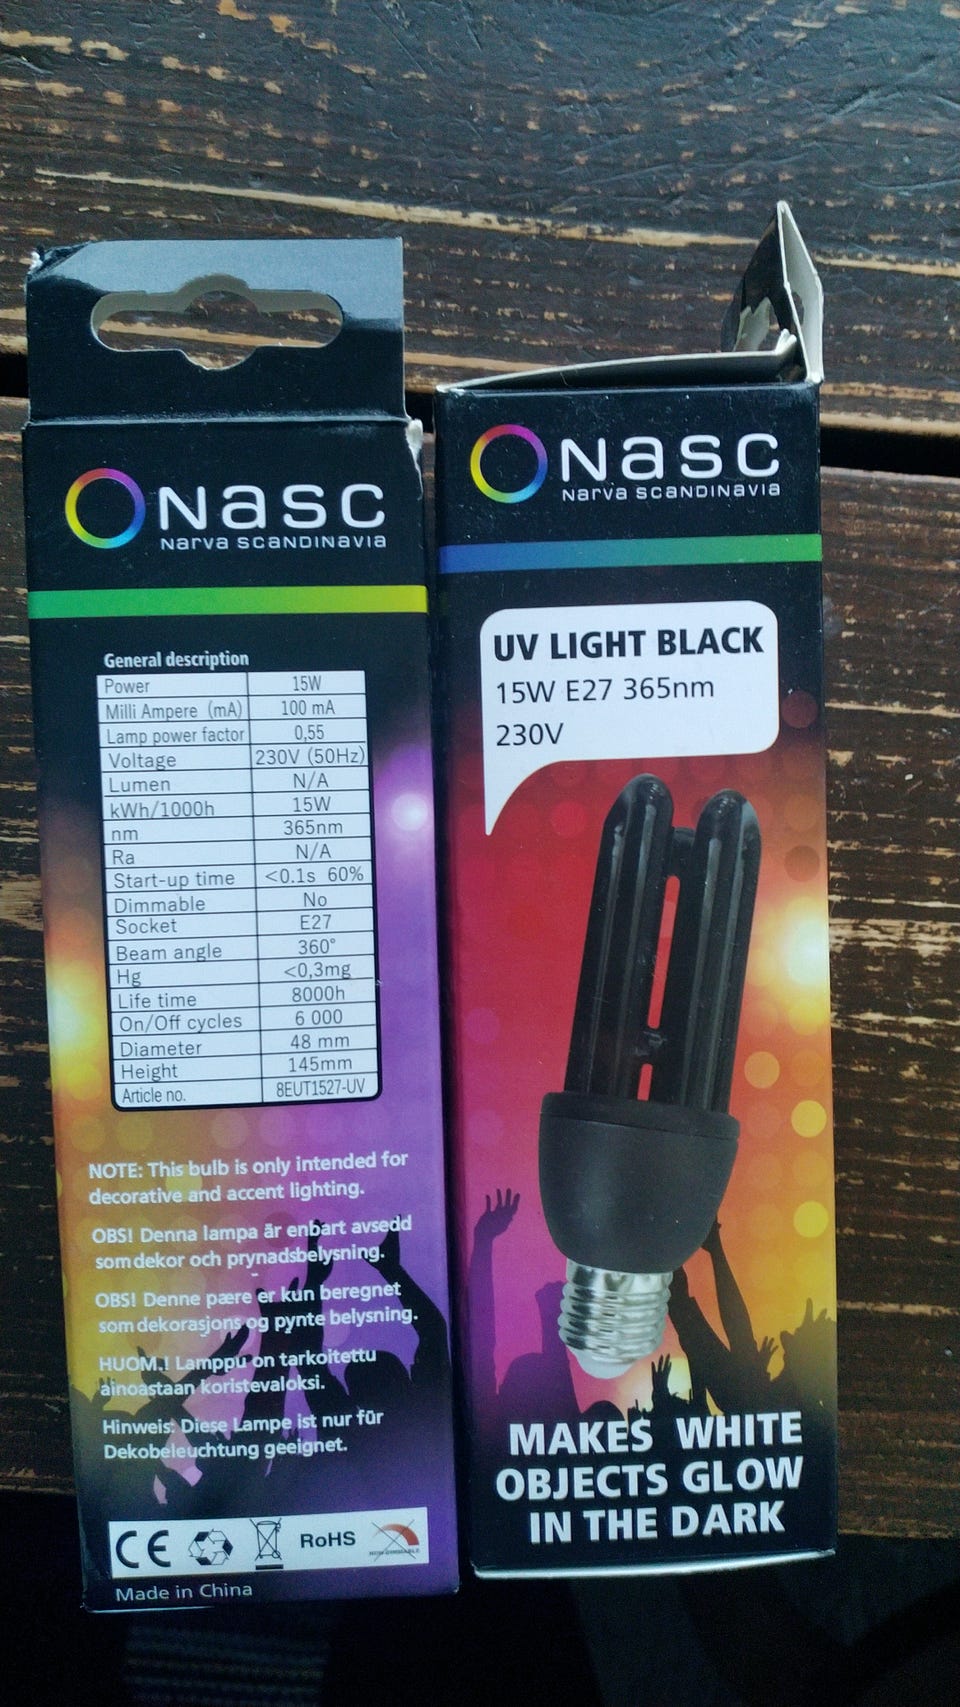 NASC
NARVA SCANDINAVIA
General description
Power 15W
Milli Ampere (mA) 100 mA
Lamp power factor 0,55
Voltage 230V (50Hz)
Lumen N/A
kWh/1000h 15W
nm 365nm
Ra N/A
Start-up time <0.1s 60%
Dimmable No
Socket E27
Beam angle 360°
Hg <0,3mg
Life time 8000h
On/Off cycles 6 000
Diameter 48 mm
Height 145mm
Article no. 8EUT1527-UV
NOTE: This bulb is only intended for
decorative and accent lighting.
OBS! Denna lampa är enbart avsedd
som dekor och prynadsbelysning.
OBS! Denne pære er kun beregnet
som dekorasjons og pynte belysning.
HUOM.! Lamppu on tarkoitettu
ainoastaan koristevaloksi.
Hinweis: Diese Lampe ist nur für
Dekobeleuchtung geeignet.
CE RoHS NON-DIMMABLE
Made in China
NASC
NARVA SCANDINAVIA
UV LIGHT BLACK
15W E27 365nm
230V
MAKES WHITE
OBJECTS GLOW
IN THE DARK